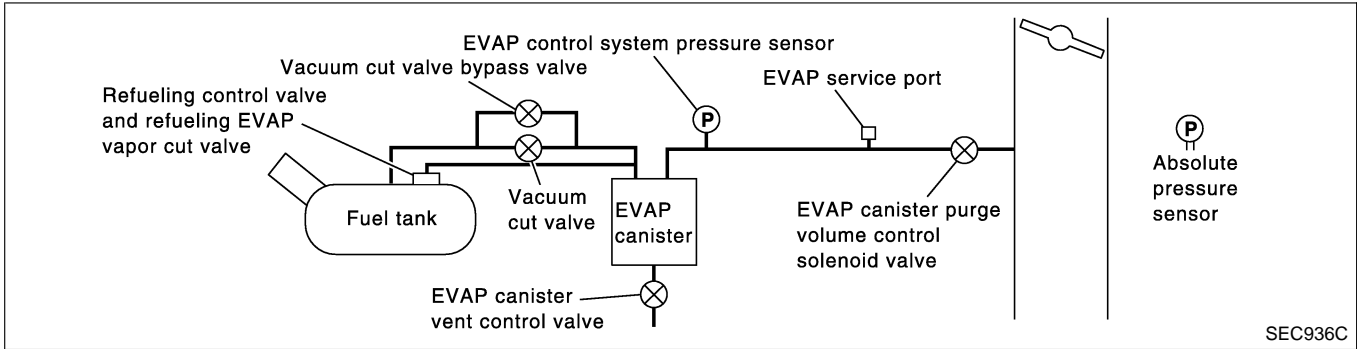 EVAP control system pressure sensor
Vacuum cut valve bypass valve
EVAP service port
Refueling control valve
and refueling EVAP
vapor cut valve
P
P
Absolute
pressure
sensor
Vacuum
cut valve
Fuel tank
EVAP
canister
EVAP canister purge
volume control
solenoid valve
EVAP canister
vent control valve
SEC936C